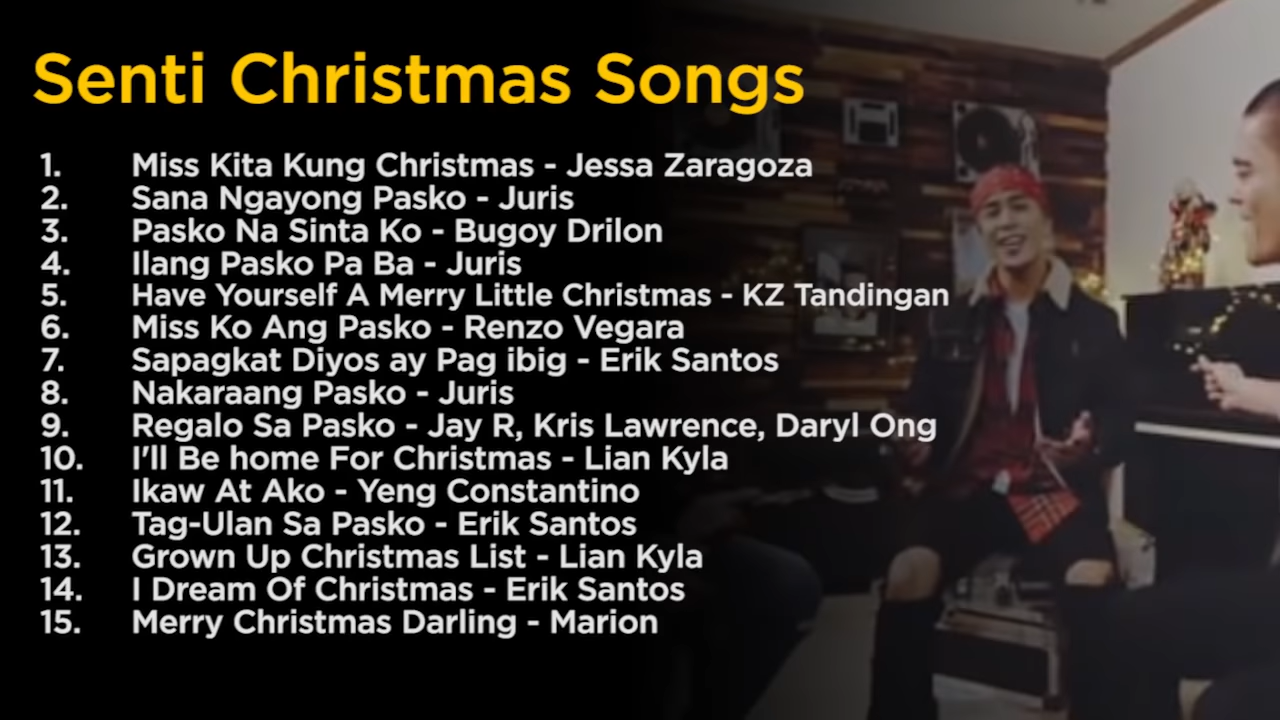 Senti Christmas Songs
1. Miss Kita Kung Christmas - Jessa Zaragoza
2. Sana Ngayong Pasko - Juris
3. Pasko Na Sinta Ko - Bugoy Drilon
4. Ilang Pasko Pa Ba - Juris
5. Have Yourself A Merry Little Christmas - KZ Tandingan
6. Miss Ko Ang Pasko - Renzo Vegara
7. Sapagkat Diyos ay Pag ibig - Erik Santos
8. Nakaraang Pasko - Juris
9. Regalo Sa Pasko - Jay R, Kris Lawrence, Daryl Ong
10. I'll Be home For Christmas - Lian Kyla
11. Ikaw At Ako - Yeng Constantino
12. Tag-Ulan Sa Pasko - Erik Santos
13. Grown Up Christmas List - Lian Kyla
14. I Dream Of Christmas - Erik Santos
15. Merry Christmas Darling - Marion